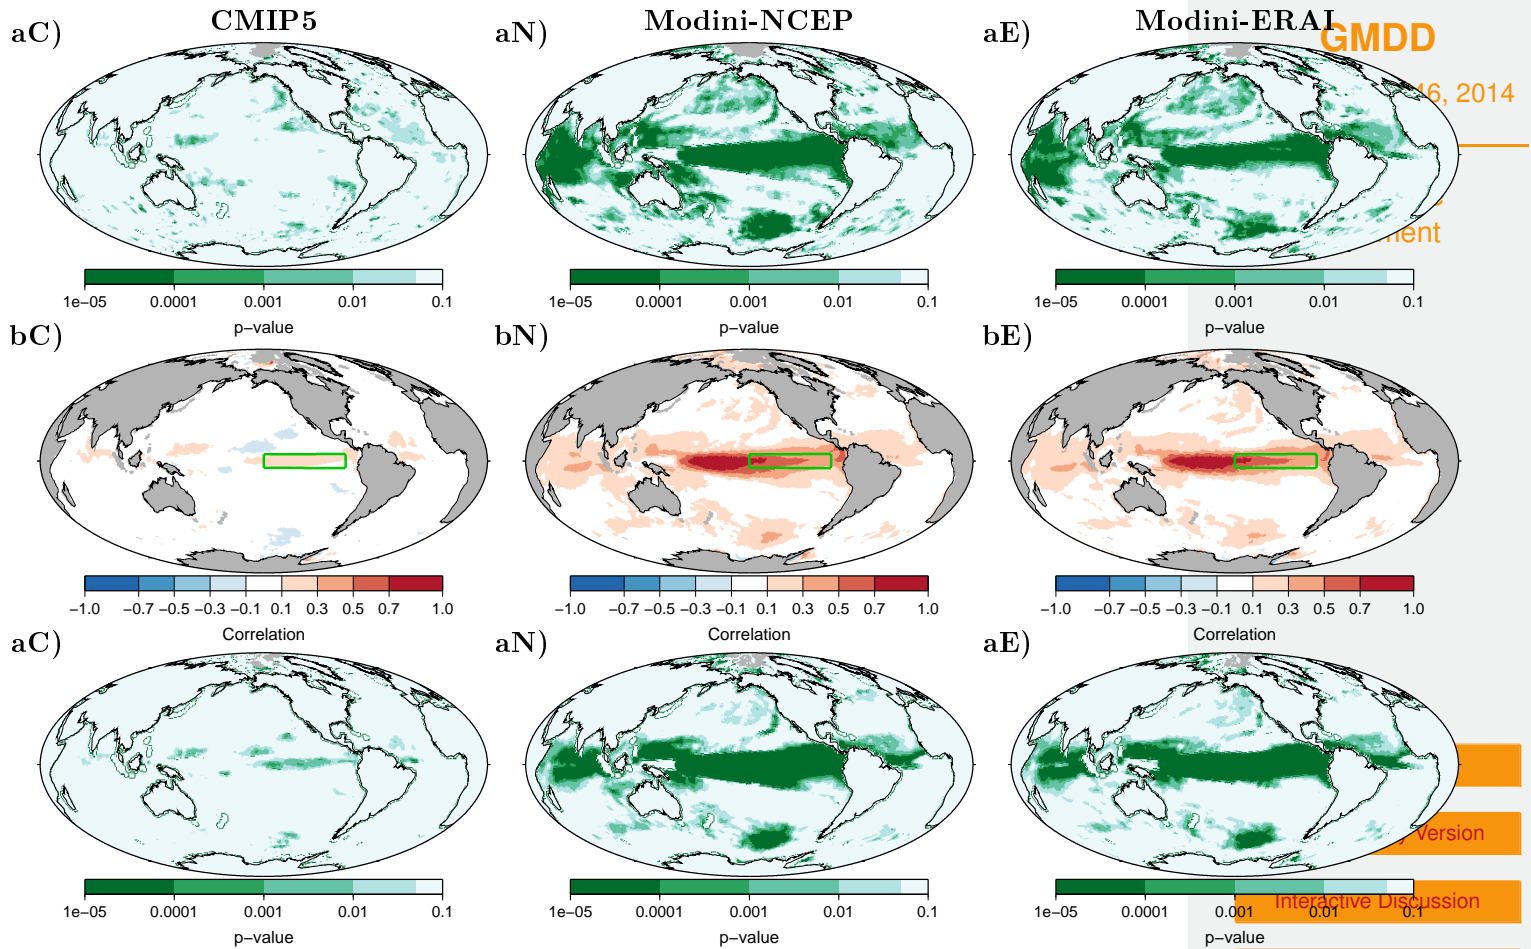 CMIP5 Modini-NCEP Modini-ERAI
aC) aN) aE)
GMDD
46, 2014
ment
1e−05 0.0001 0.001 0.01 0.1 1e−05 0.0001 0.001 0.01 0.1 1e−05 0.0001 0.001 0.01 0.1
p−value p−value p−value
bC) bN) bE)
−1.0 −0.7 −0.5 −0.3 −0.1 0.1 0.3 0.5 0.7 1.0 −1.0 −0.7 −0.5 −0.3 −0.1 0.1 0.3 0.5 0.7 1.0 −1.0 −0.7 −0.5 −0.3 −0.1 0.1 0.3 0.5 0.7 1.0
Correlation Correlation Correlation
aC) aN) aE)
Version
1e−05 0.0001 0.001 0.01 0.1 1e−05 0.0001 0.001 0.01 0.1 1e−05 0.0001 0.001 0.01 0.1
Interactive Discussion
p−value p−value p−value